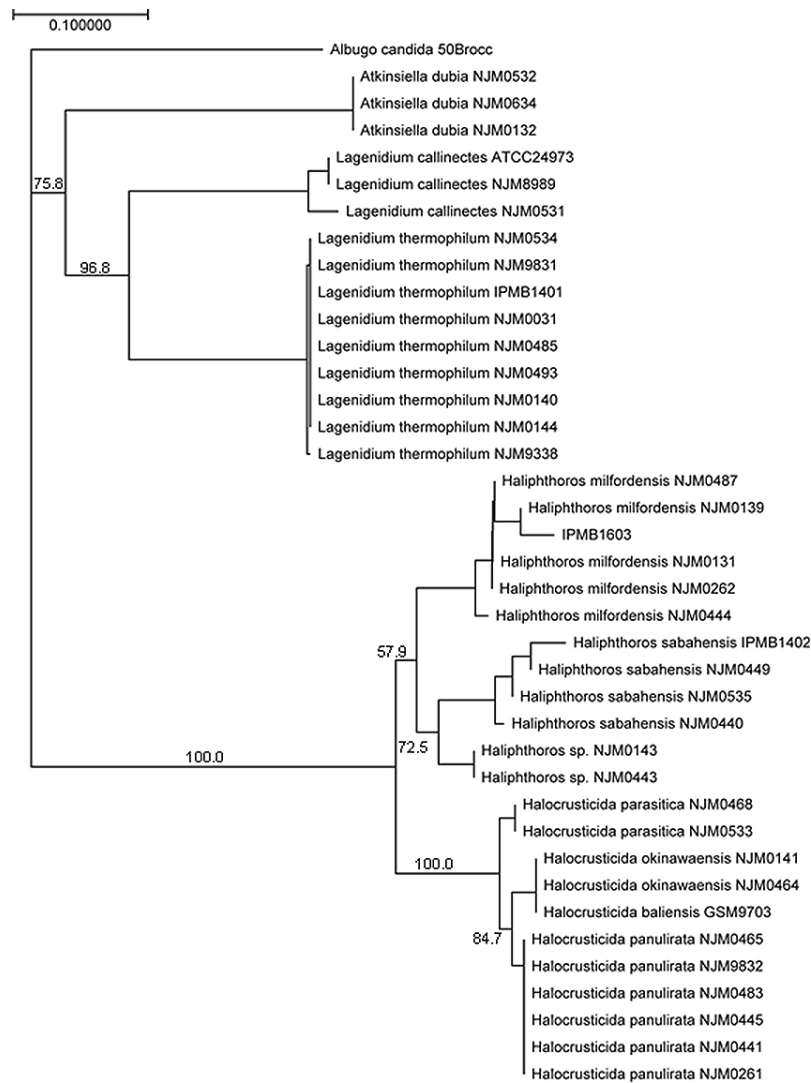 0.100000
Albugo candida 50Brocc
Atkinsiella dubia NJM0532
Atkinsiella dubia NJM0634
Atkinsiella dubia NJM0132
Lagenidium callinectes ATCC24973
75.8
Lagenidium callinectes NJM8989
Lagenidium callinectes NJM0531
Lagenidium thermophilum NJM0534
96.8
Lagenidium thermophilum NJM9831
Lagenidium thermophilum IPMB1401
Lagenidium thermophilum NJM0031
Lagenidium thermophilum NJM0485
Lagenidium thermophilum NJM0493
Lagenidium thermophilum NJM0140
Lagenidium thermophilum NJM0144
Lagenidium thermophilum NJM9338
Haliphthoros milfordensis NJM0487
Haliphthoros milfordensis NJM0139
IPMB1603
Haliphthoros milfordensis NJM0131
Haliphthoros milfordensis NJM0262
Haliphthoros milfordensis NJM0444
Haliphthoros sabahensis IPMB1402
57.9
Haliphthoros sabahensis NJM0449
Haliphthoros sabahensis NJM0535
Haliphthoros sabahensis NJM0440
72.5
Haliphthoros sp. NJM0143
100.0
Haliphthoros sp. NJM0443
Halocrusticida parasitica NJM0468
Halocrusticida parasitica NJM0533
Halocrusticida okinawaensis NJM0141
100.0
Halocrusticida okinawaensis NJM0464
Halocrusticida baliensis GSM9703
84.7
Halocrusticida panulirata NJM0465
Halocrusticida panulirata NJM9832
Halocrusticida panulirata NJM0483
Halocrusticida panulirata NJM0445
Halocrusticida panulirata NJM0441
Halocrusticida panulirata NJM0261